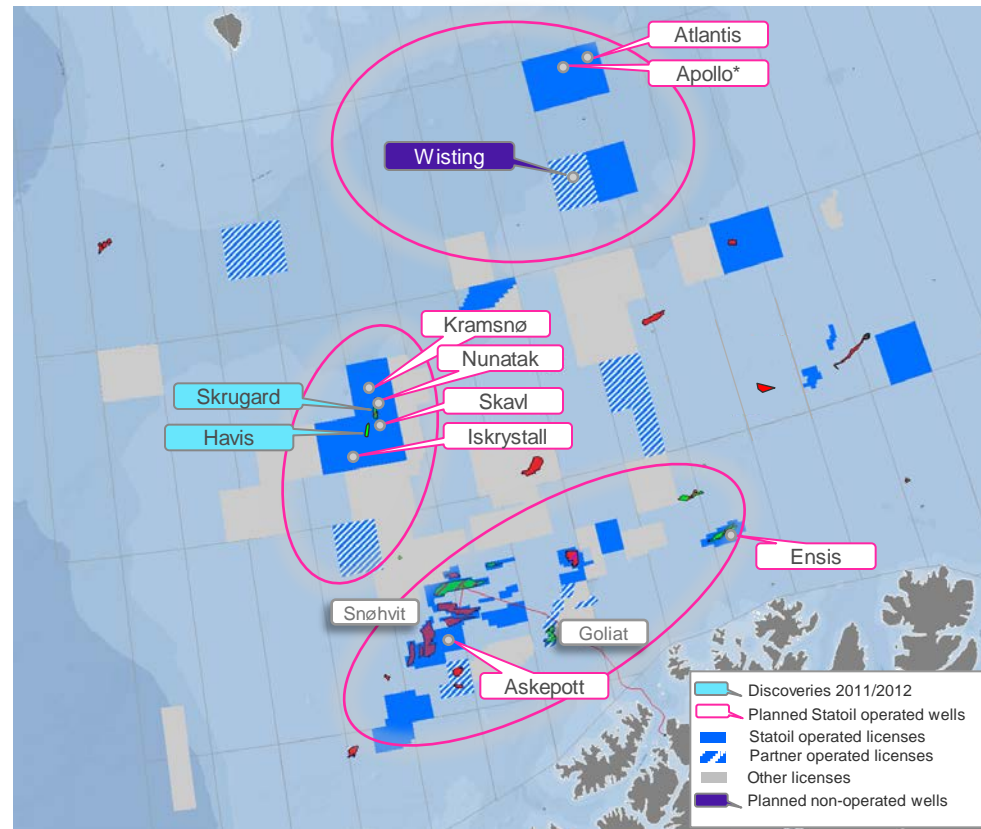 Atlantis
Apollo*
Wisting
Kramsnø
Nunatak
Skrugard
Skavl
Havis
Iskrystall
Ensis
Snøhvit
Goliat
Askepott
Discoveries 2011/2012
Planned Statoil operated wells
Statoil operated licenses
Partner operated licenses
Other licenses
Planned non-operated wells